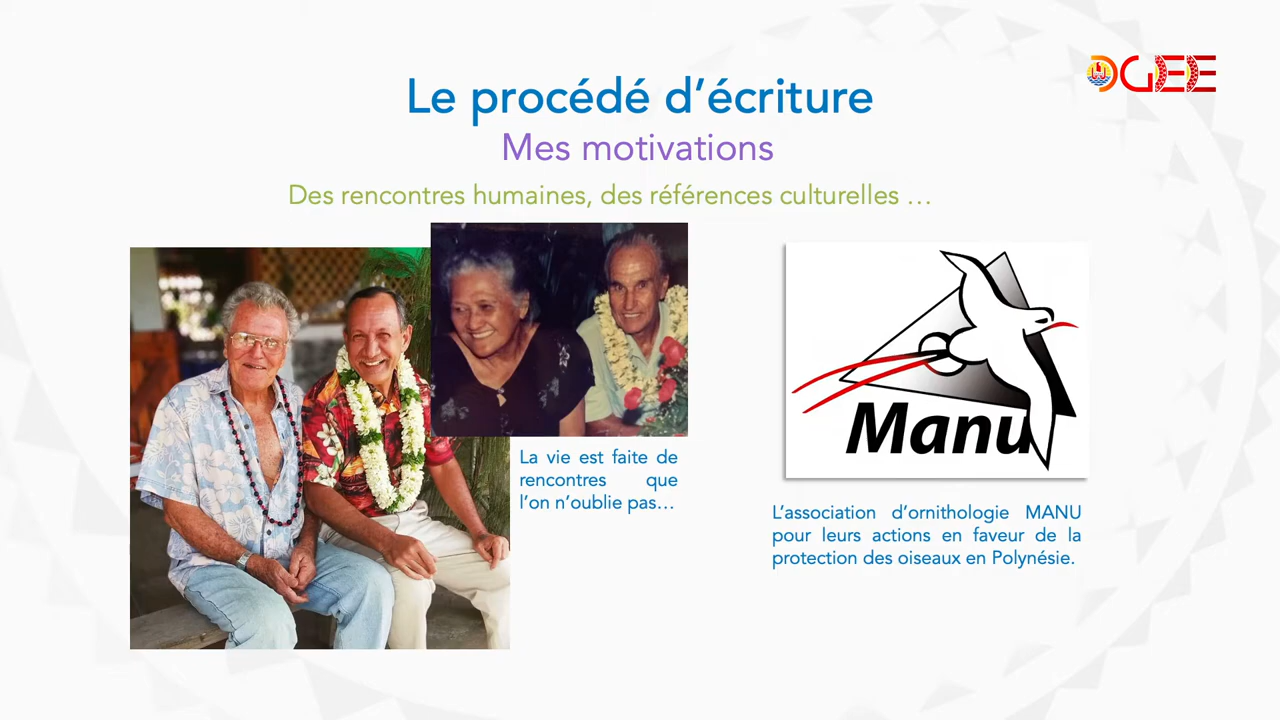 DGEE
Le procédé d’écriture
Mes motivations
Des rencontres humaines, des références culturelles …
La vie est faite de
rencontres que
l’on n’oublie pas…
Manu
L’association d’ornithologie MANU
pour leurs actions en faveur de la
protection des oiseaux en Polynésie.